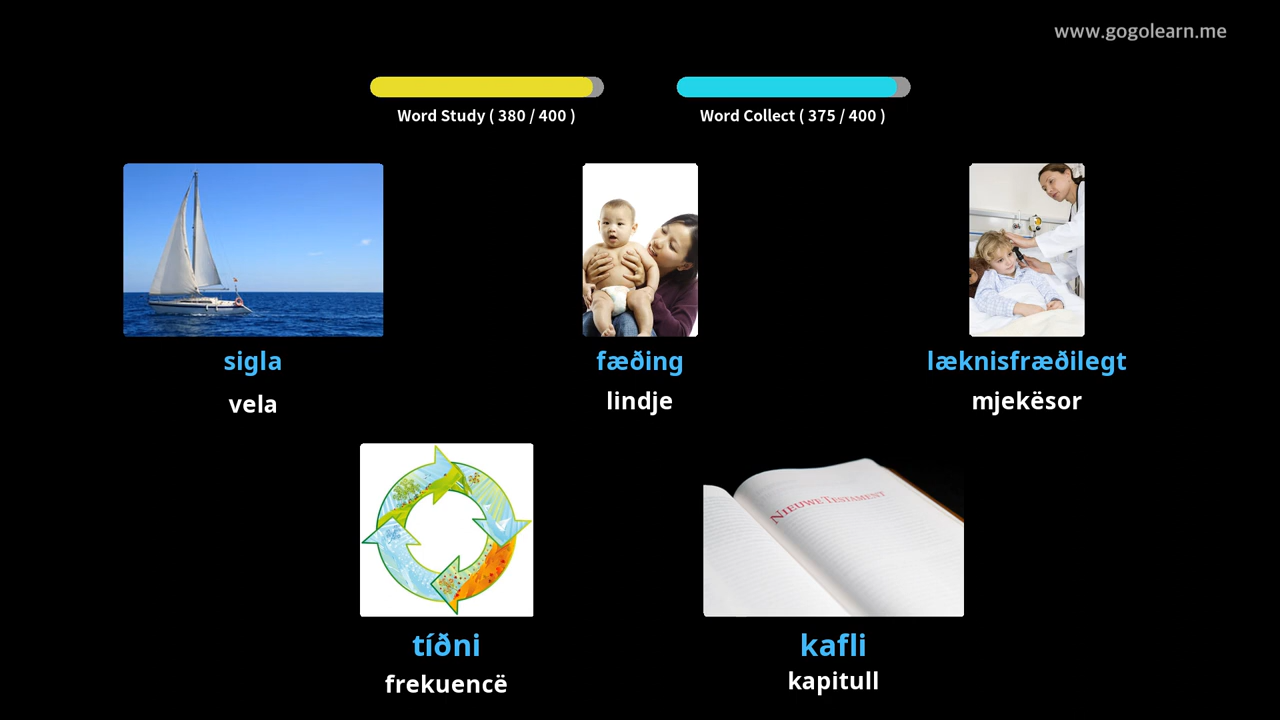 www.gogolearn.me
Word Study ( 380 / 400 )
Word Collect ( 375 / 400 )
sigla
fæðing
læknisfræðilegt
vela
lindje
mjekësor
NIEUWE TESTAMENT
tíðni
kafli
frekuencë
kapitull